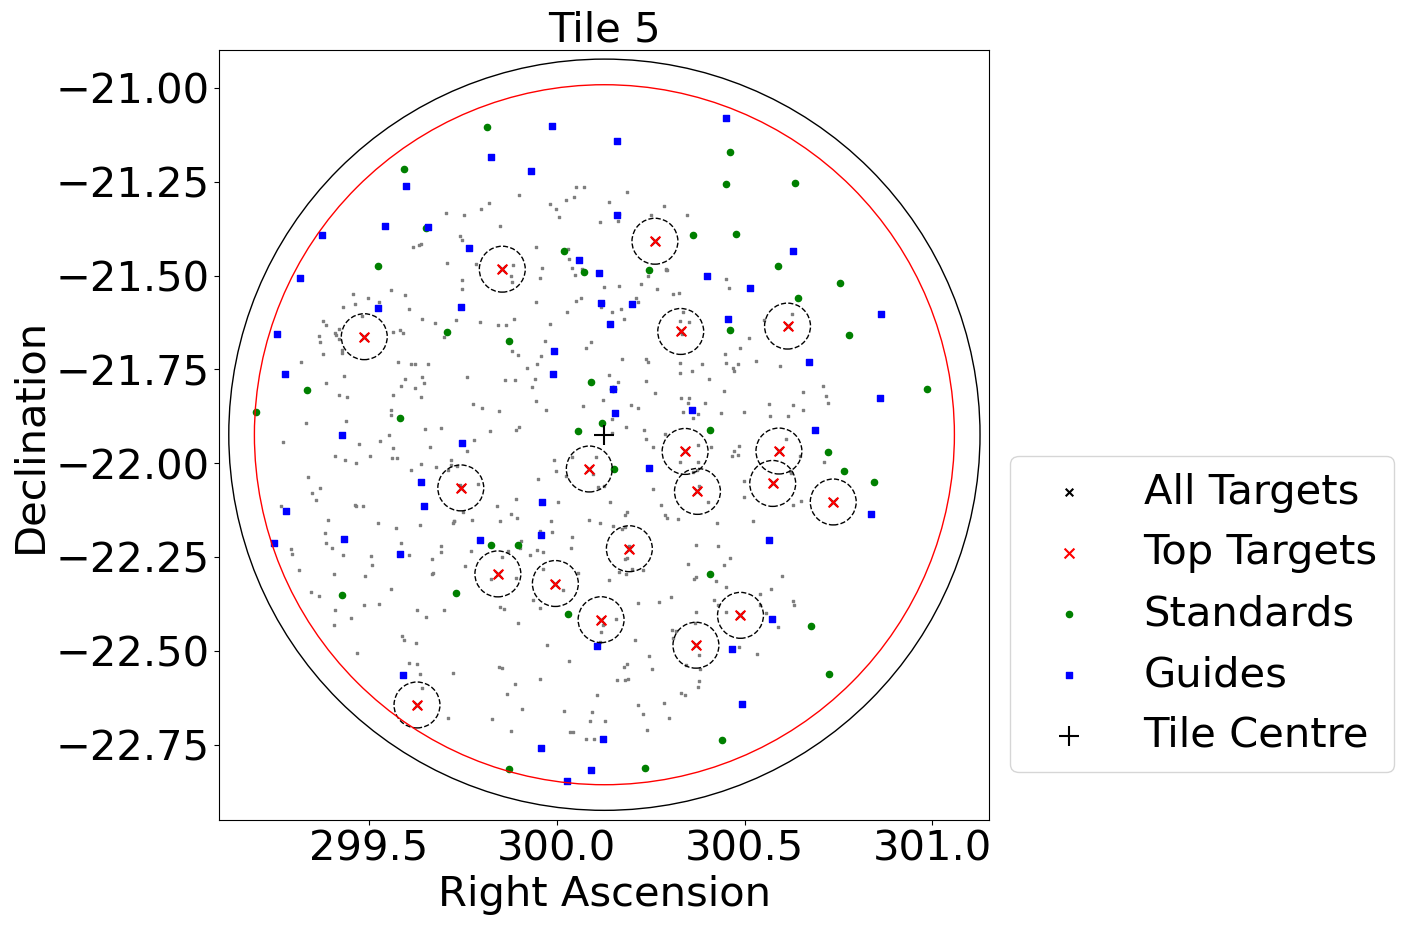 Tile 5
−21.00
−21.25
−21.50
−21.75
−22.00
−22.25
−22.50
−22.75
Declination
299.5 300.0 300.5 301.0
Right Ascension
All Targets
Top Targets
Standards
Guides
Tile Centre